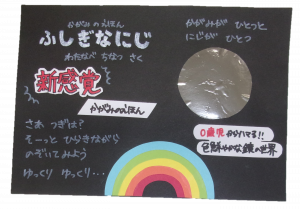 かがみのえほん
ふしぎなにじ
わたなべ ちなつ さく
新感覚
かがみのえほん
さあ つぎは?
そーっと ひらきながら
のぞいてみよう
ゆっくり ゆっくり…
かがみが ひとつと
にじが ひとつ
0歳児から行ける!!
色鮮やかな鏡の世界